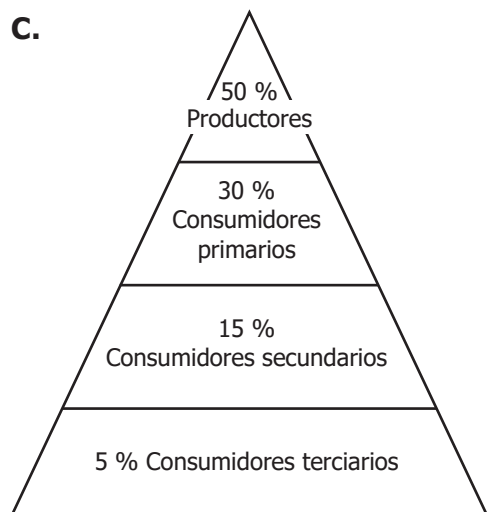 C.
50 %
Productores
30 %
Consumidores
primarios
15 %
Consumidores secundarios
5 % Consumidores terciarios